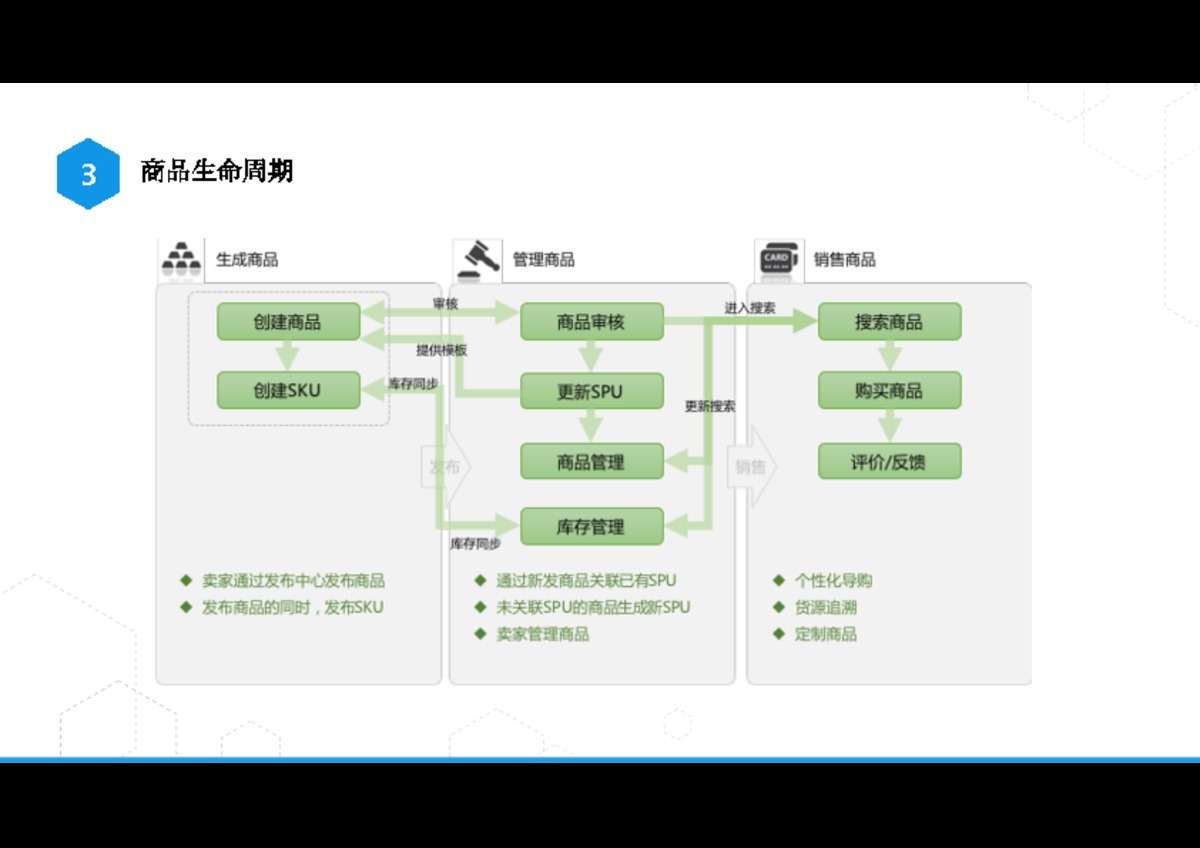 3
商品生命周期
生成商品
管理商品
CARD
销售商品
创建商品
审核
商品审核
进入搜索
搜索商品
提供模板
创建SKU
库存同步
更新SPU
更新搜索
购买商品
发布
商品管理
销售
评价/反馈
库存管理
库存同步
卖家通过发布中心发布商品
发布商品的同时，发布SKU
通过新发商品关联已有SPU
未关联SPU的商品生成新SPU
卖家管理商品
个性化导购
货源追溯
定制商品